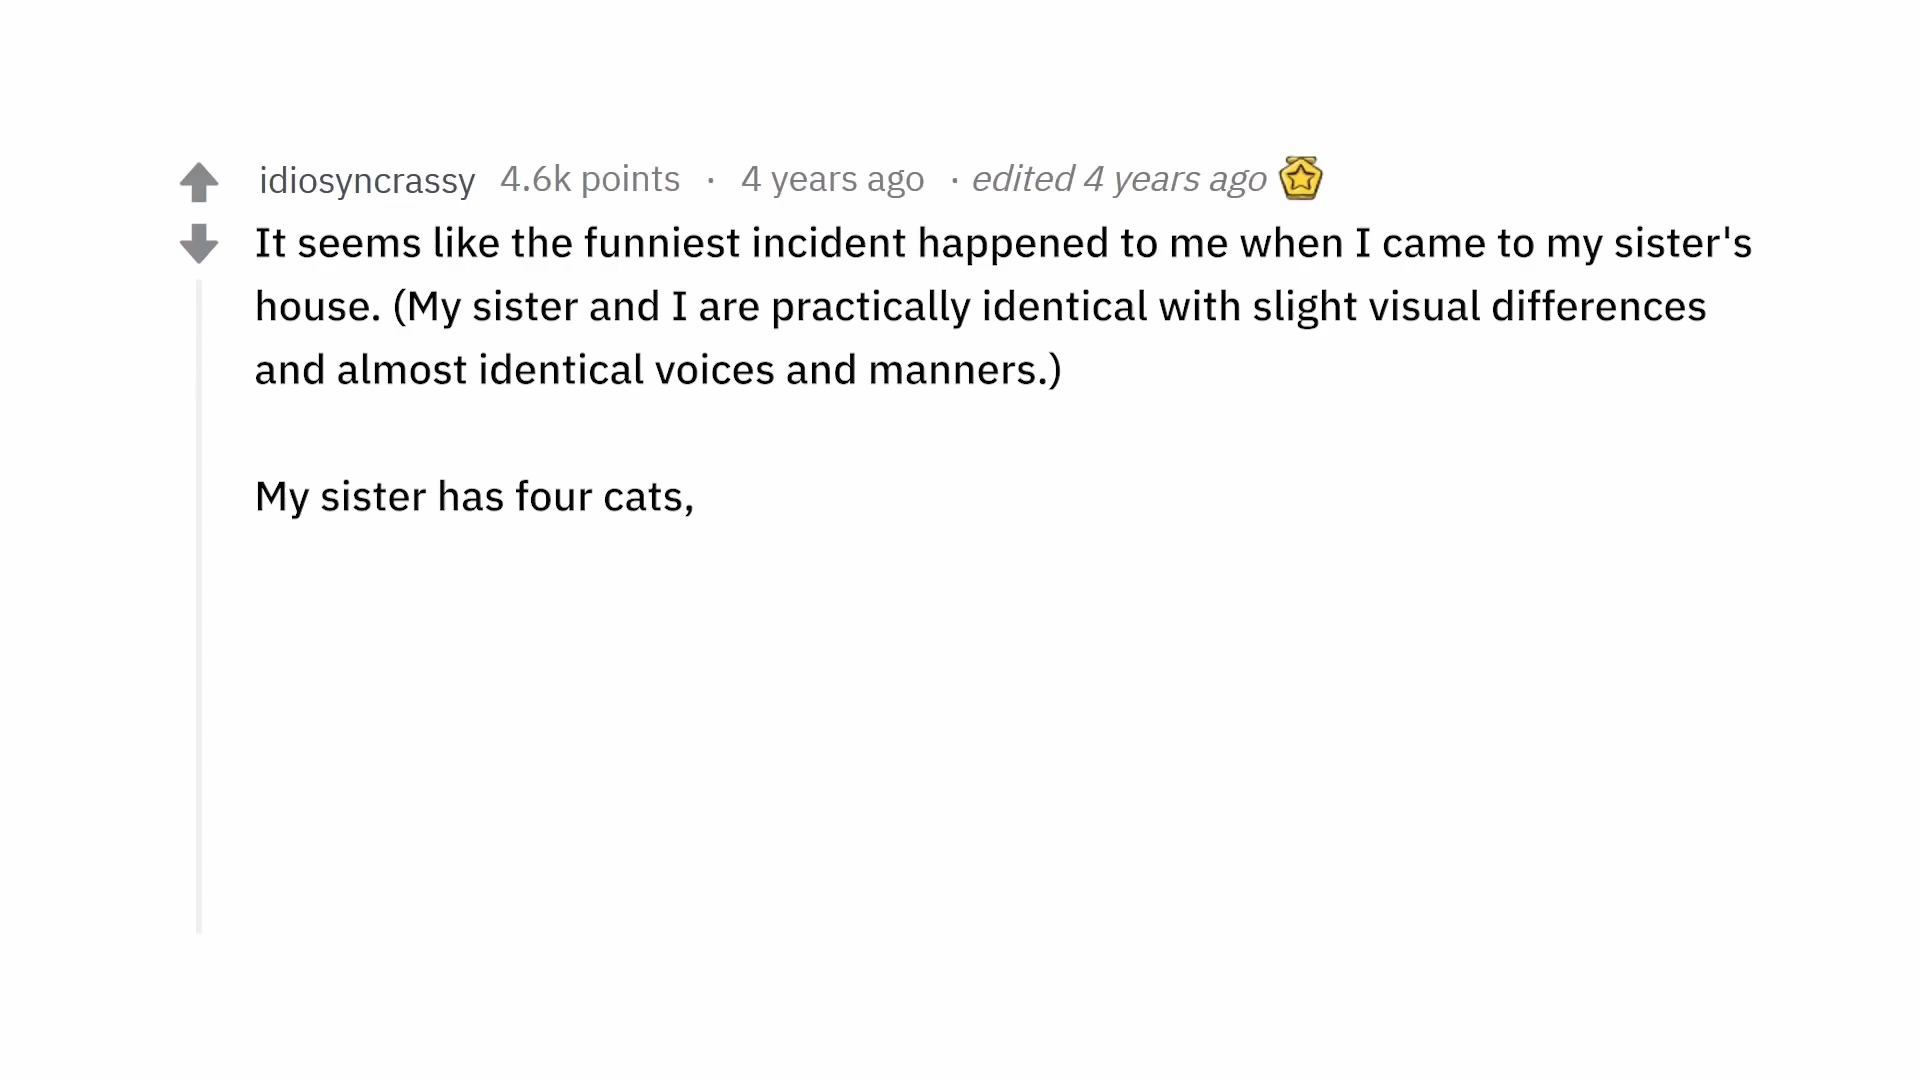 idiosyncrassy 4.6k points · 4 years ago · edited 4 years ago
It seems like the funniest incident happened to me when I came to my sister's
house. (My sister and I are practically identical with slight visual differences
and almost identical voices and manners.)
My sister has four cats,